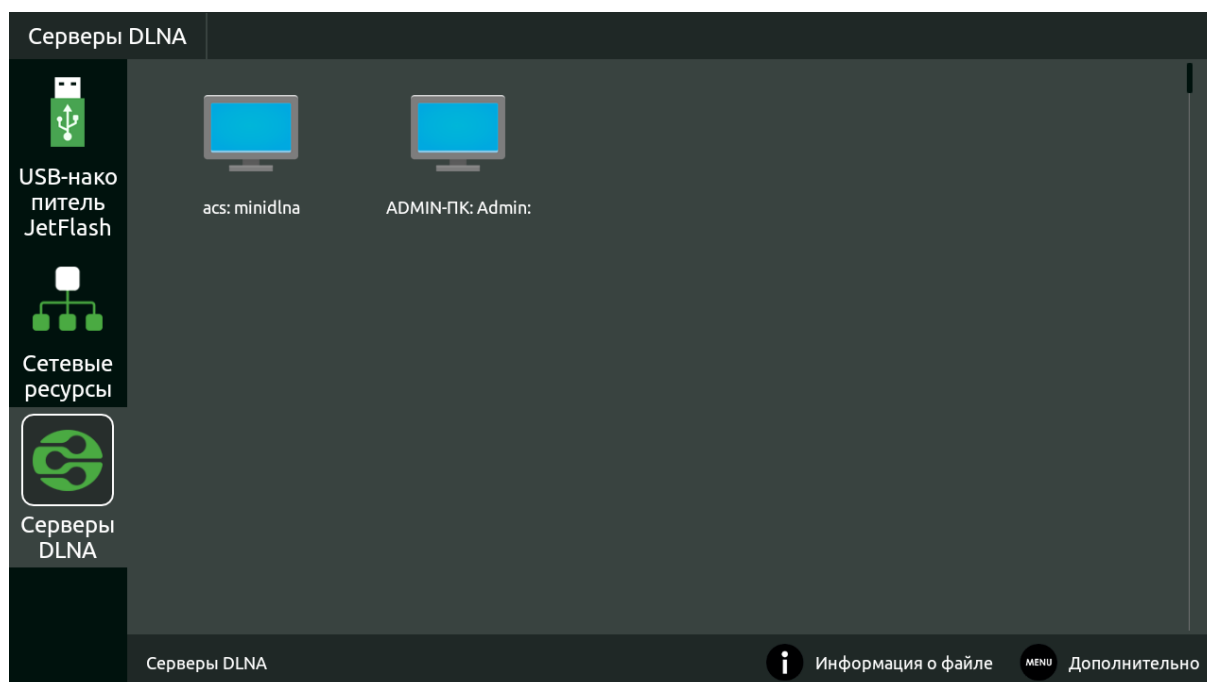 Серверы DLNA
USB-нако
питель
JetFlash
Сетевые
ресурсы
Серверы
DLNA
acs: minidlna
ADMIN-ПК: Admin:
Серверы DLNA
i Информация о файле
MENU Дополнительно